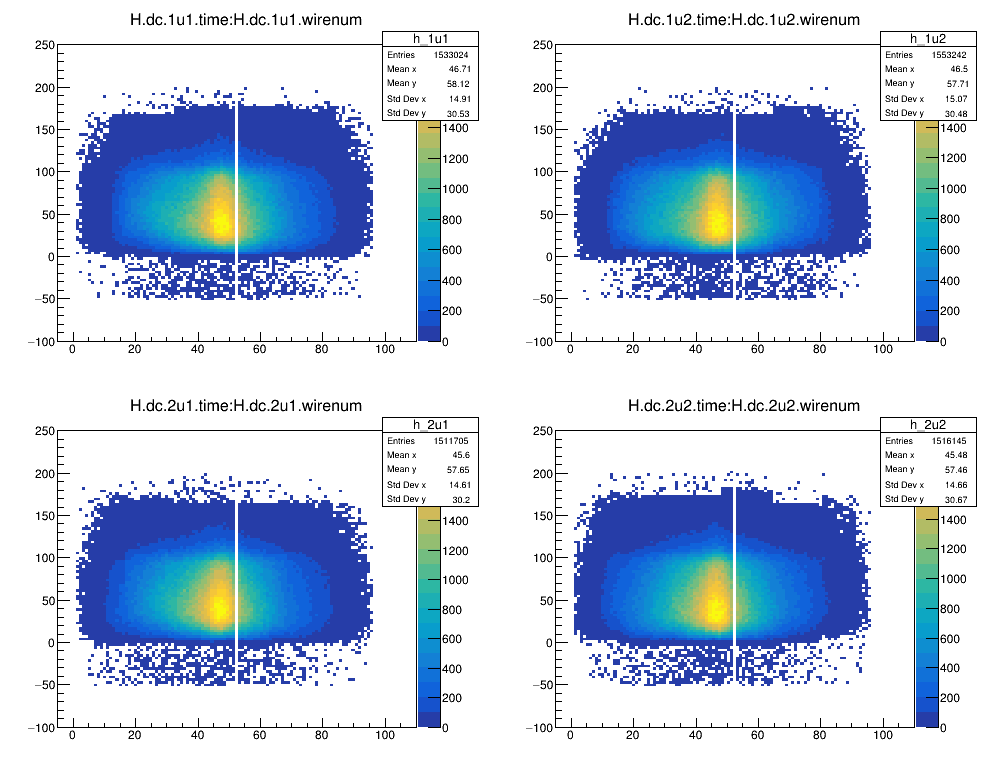 H.dc.1u1.time:H.dc.1u1.wirenum
h_1u1
Entries 1533024
Mean x 46.71
Mean y 58.12
Std Dev x 14.91
Std Dev y 30.53
250
200
150
100
50
0
−50
−100
0 20 40 60 80 100
1400
1200
1000
800
600
400
200
0
H.dc.1u2.time:H.dc.1u2.wirenum
h_1u2
Entries 1553242
Mean x 46.5
Mean y 57.71
Std Dev x 15.07
Std Dev y 30.48
250
200
150
100
50
0
−50
−100
0 20 40 60 80 100
1400
1200
1000
800
600
400
200
0
H.dc.2u1.time:H.dc.2u1.wirenum
h_2u1
Entries 1511705
Mean x 45.6
Mean y 57.65
Std Dev x 14.61
Std Dev y 30.2
250
200
150
100
50
0
−50
−100
0 20 40 60 80 100
1400
1200
1000
800
600
400
200
0
H.dc.2u2.time:H.dc.2u2.wirenum
h_2u2
Entries 1516145
Mean x 45.48
Mean y 57.46
Std Dev x 14.66
Std Dev y 30.67
250
200
150
100
50
0
−50
−100
0 20 40 60 80 100
1400
1200
1000
800
600
400
200
0